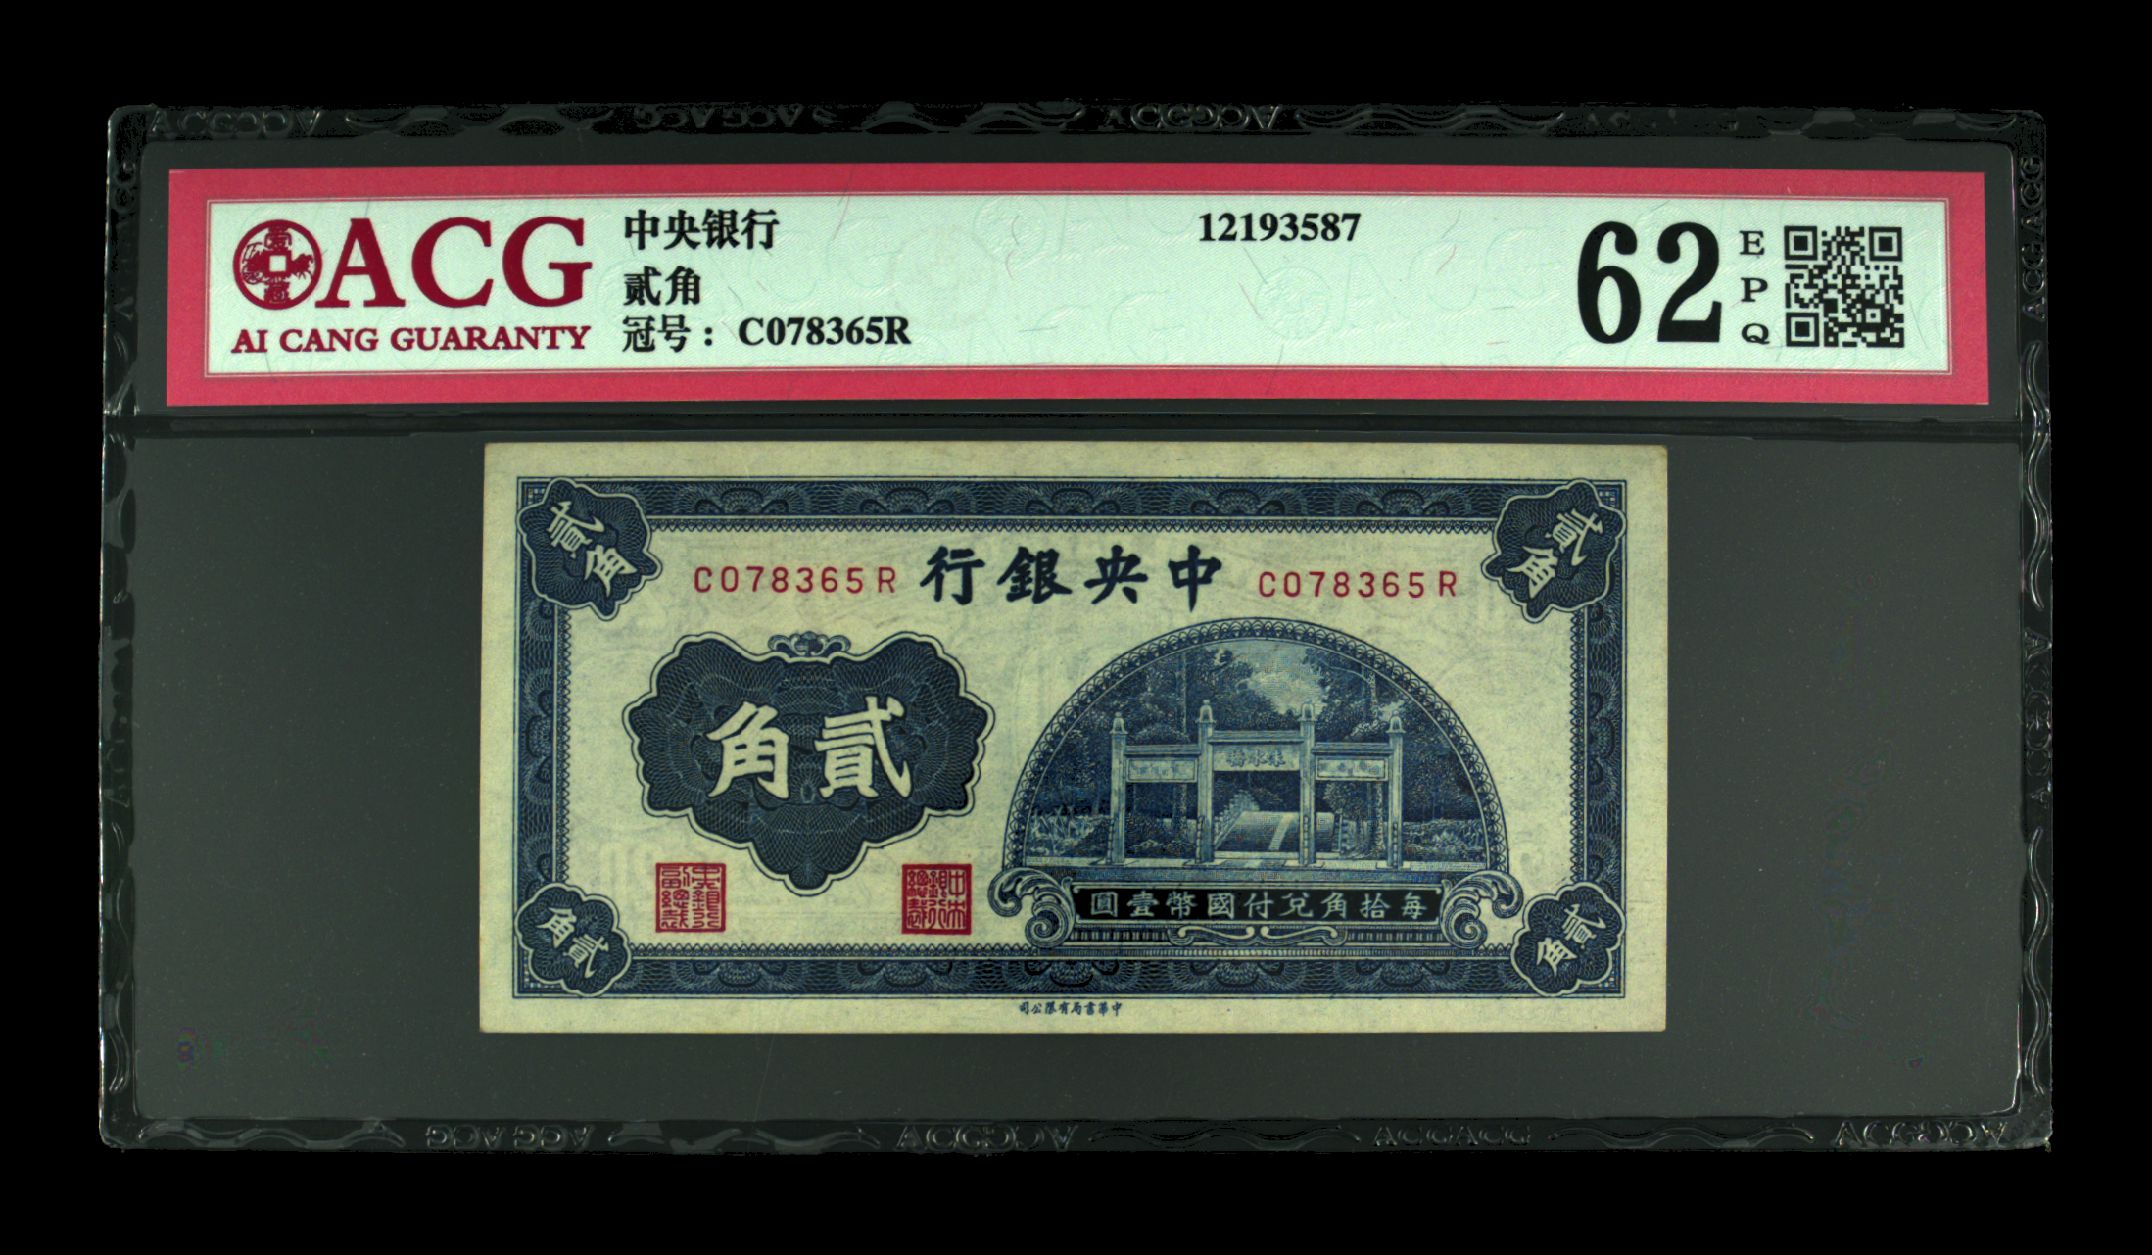 ACG
AI CANG GUARANTY
中央银行
贰角
冠号： C078365R
12193587
62
E
P
Q
貳角
貳角
C078365R
行銀央中
C078365R
角貳
圓壹幣國付兌角拾每
角貳
貳角
司公限有局書華中